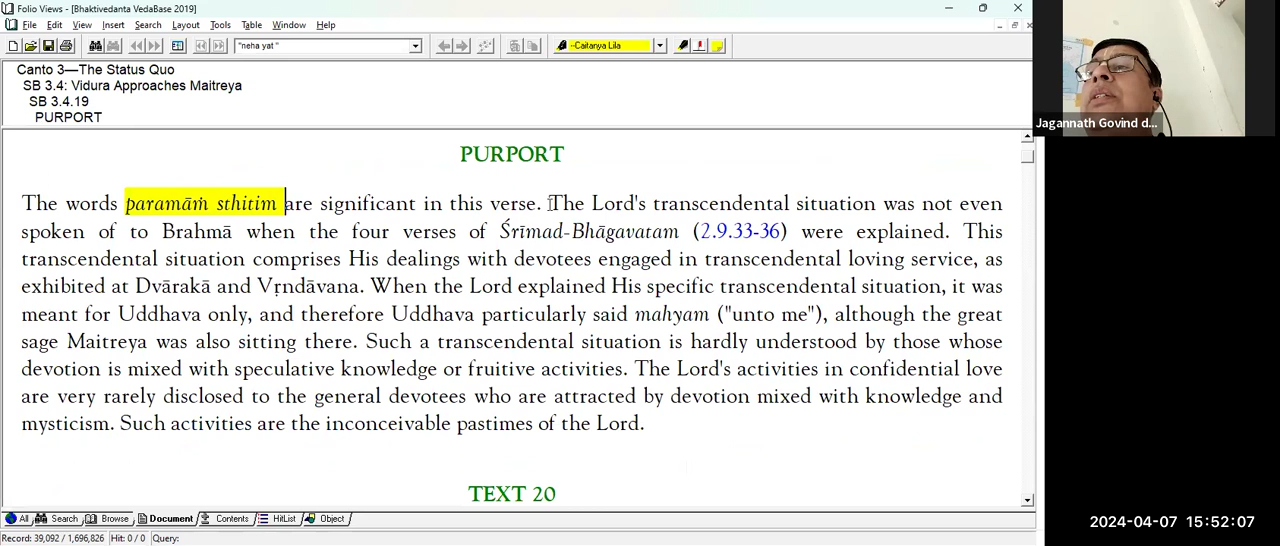 Folio Views - [Bhaktivedanta VedaBase 2019]
File Edit View Insert Search Layout Tools Table Window Help
"neha yat "
--Caitanya Lila
Canto 3—The Status Quo
SB 3.4: Vidura Approaches Maitreya
SB 3.4.19
PURPORT
PURPORT
The words paramāṁ sthitim are significant in this verse. The Lord's transcendental situation was not even
spoken of to Brahmā when the four verses of Śrīmad-Bhāgavatam (2.9.33-36) were explained. This
transcendental situation comprises His dealings with devotees engaged in transcendental loving service, as
exhibited at Dvārakā and Vṛndāvana. When the Lord explained His specific transcendental situation, it was
meant for Uddhava only, and therefore Uddhava particularly said mahyam ("unto me"), although the great
sage Maitreya was also sitting there. Such a transcendental situation is hardly understood by those whose
devotion is mixed with speculative knowledge or fruitive activities. The Lord's activities in confidential love
are very rarely disclosed to the general devotees who are attracted by devotion mixed with knowledge and
mysticism. Such activities are the inconceivable pastimes of the Lord.
TEXT 20
All Search Browse Document Contents HitList Object
Record: 39,092 / 1,696,826 Hit: 0 / 0 Query:
Jagannath Govind d...
2024-04-07 15:52:07